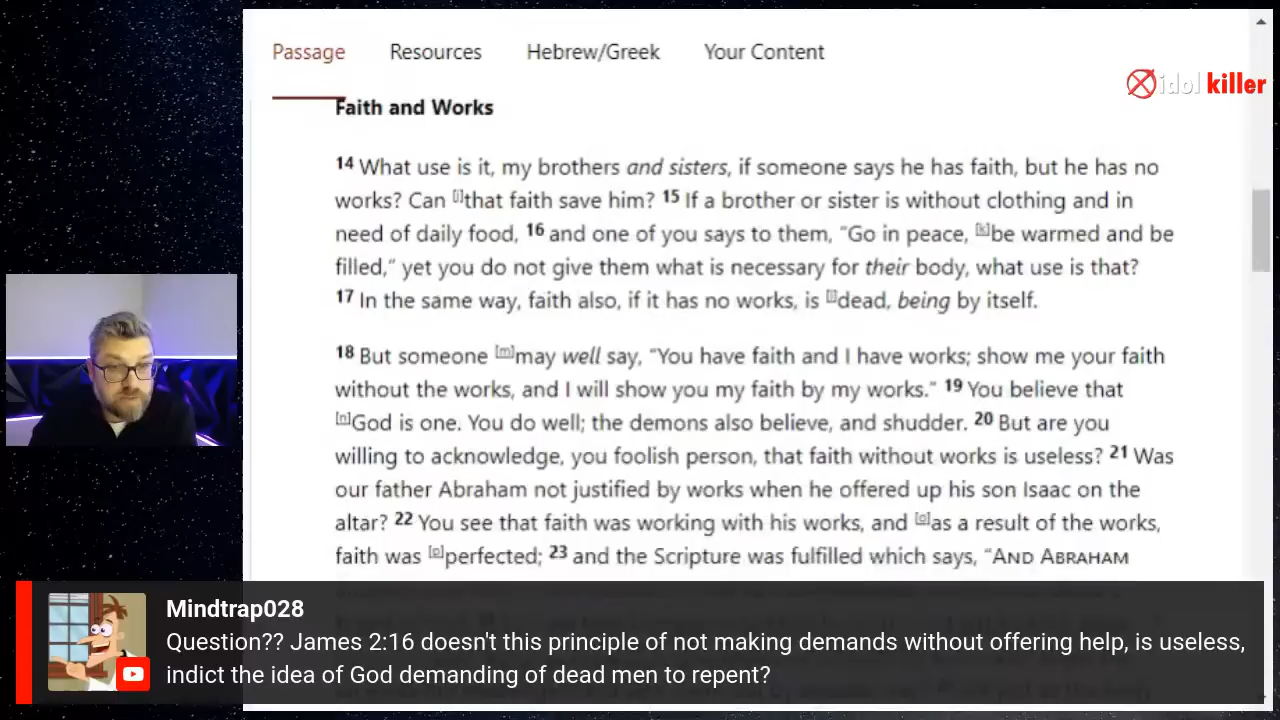 Passage Resources Hebrew/Greek Your Content
idol killer
Faith and Works
14 What use is it, my brothers and sisters, if someone says he has faith, but he has no
works? Can [j]that faith save him? 15 If a brother or sister is without clothing and in
need of daily food, 16 and one of you says to them, “Go in peace, [k]be warmed and be
filled,” yet you do not give them what is necessary for their body, what use is that?
17 In the same way, faith also, if it has no works, is [l]dead, being by itself.
18 But someone [m]may well say, “You have faith and I have works; show me your faith
without the works, and I will show you my faith by my works.” 19 You believe that
[n]God is one. You do well; the demons also believe, and shudder. 20 But are you
willing to acknowledge, you foolish person, that faith without works is useless? 21 Was
our father Abraham not justified by works when he offered up his son Isaac on the
altar? 22 You see that faith was working with his works, and [o]as a result of the works,
faith was [p]perfected; 23 and the Scripture was fulfilled which says, “AND ABRAHAM
Mindtrap028
Question?? James 2:16 doesn't this principle of not making demands without offering help, is useless,
indict the idea of God demanding of dead men to repent?